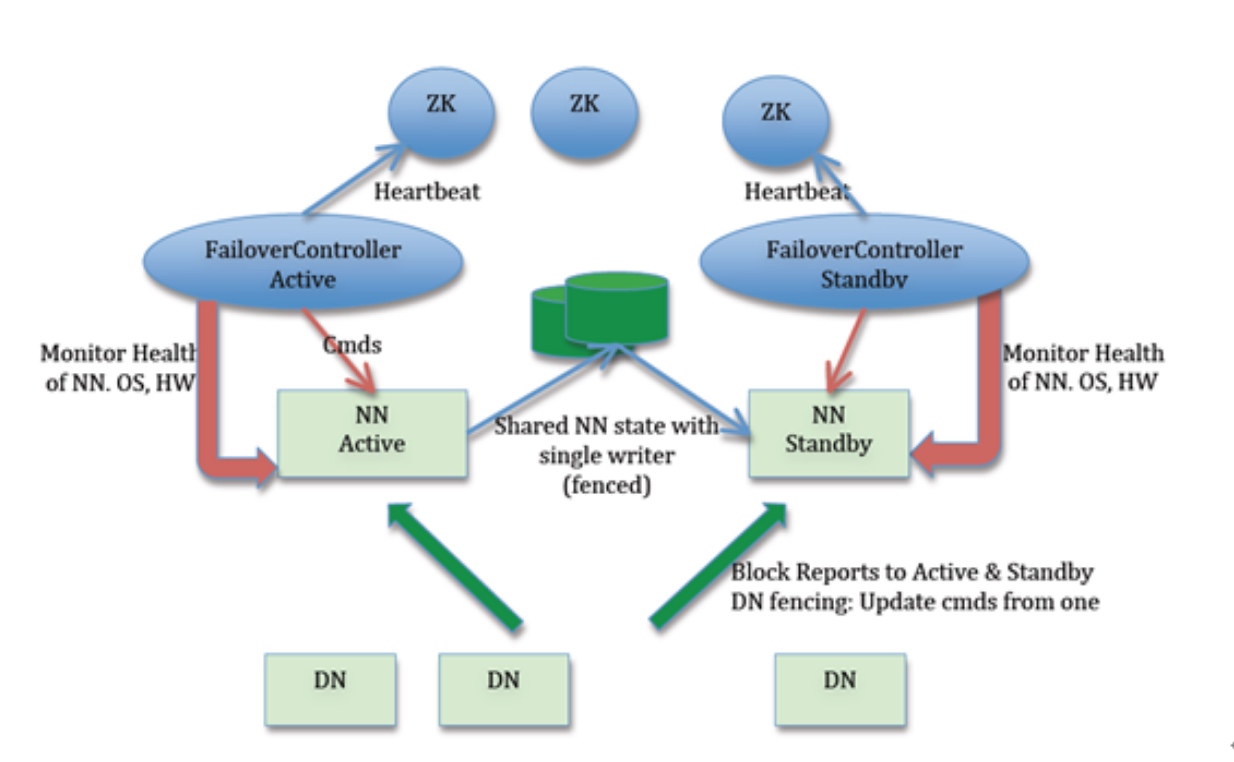 ZK
ZK
ZK
Heartbeat
Heartbeat
FailoverController
Active
FailoverController
Standby
Monitor Health
of NN. OS, HW
Cmds
Monitor Health
of NN. OS, HW
NN
Active
Shared NN state with
single writer
(fenced)
NN
Standby
Block Reports to Active & Standby
DN fencing: Update cmds from one
DN
DN
DN